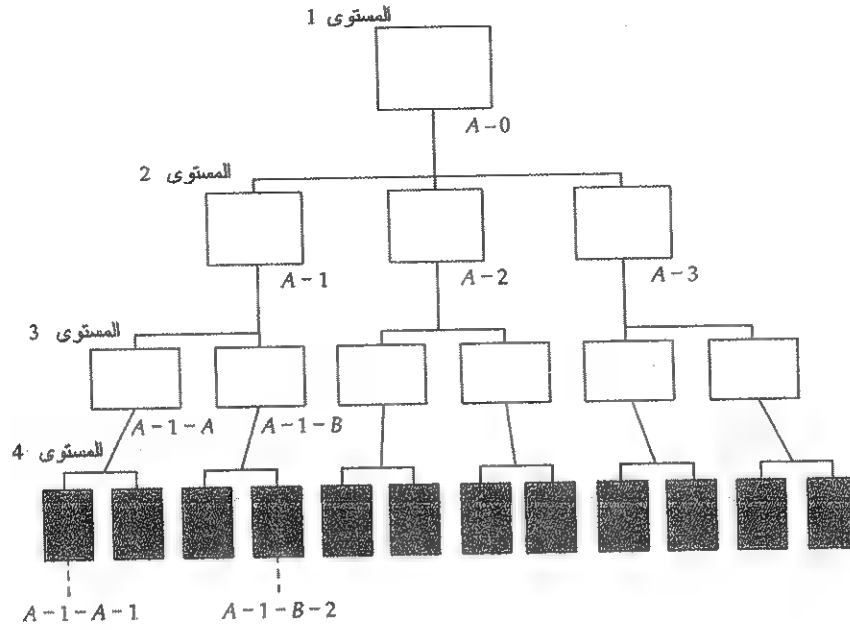 المستوى 1
A-0
المستوى 2
A-1
A-2
A-3
المستوى 3
A-1-A
A-1-B
المستوى 4
A-1-A-1
A-1-B-2